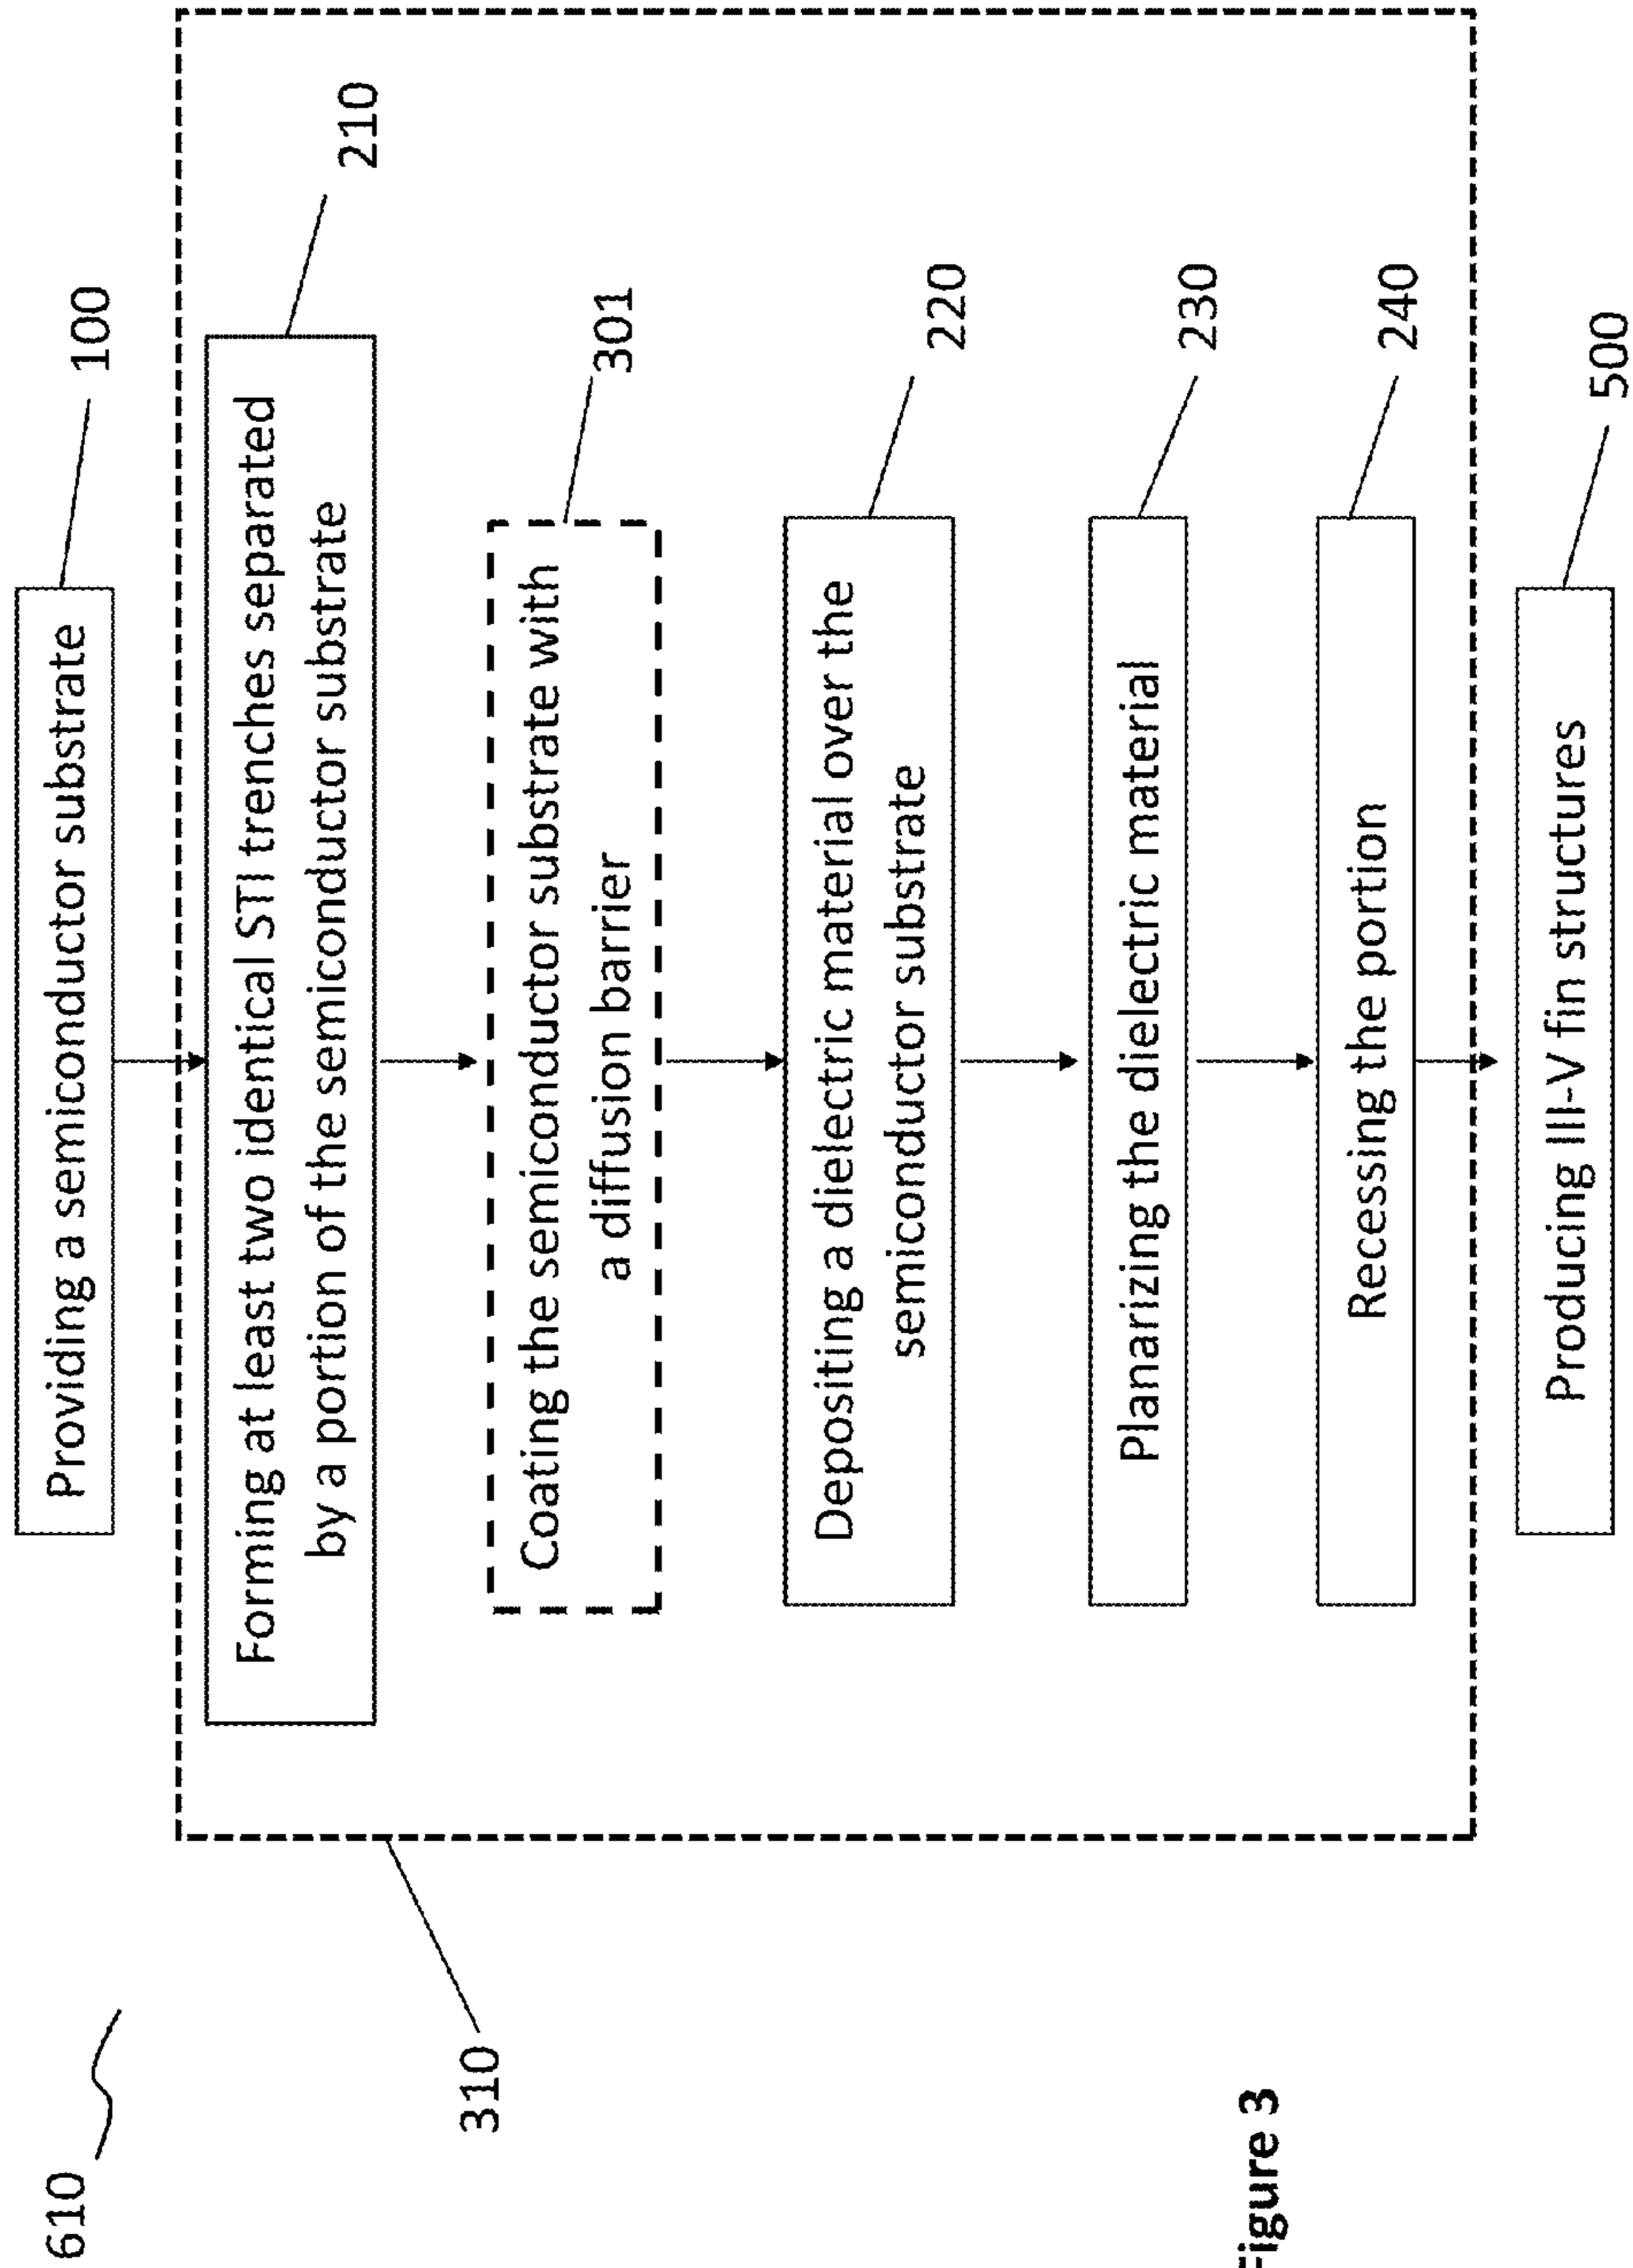 610
Providing a semiconductor substrate
100
310
Forming at least two identical STI trenches separated
by a portion of the semiconductor substrate
210
Coating the semiconductor substrate with
a diffusion barrier
301
Depositing a dielectric material over the
semiconductor substrate
220
Planarizing the dielectric material
230
Recessing the portion
240
Producing III-V fin structures
500
Figure 3